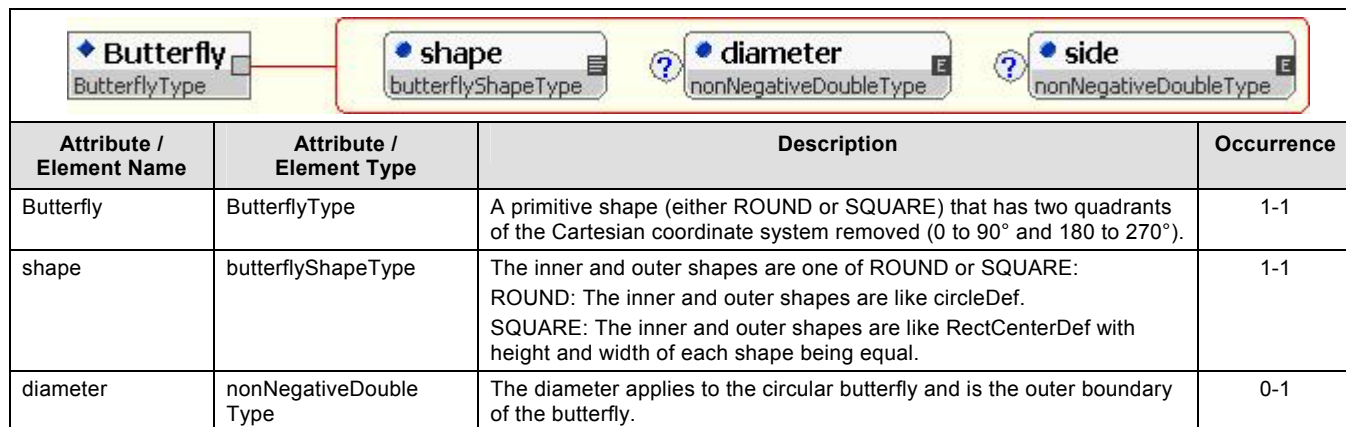 Butterfly
ButterflyType
shape
butterflyShapeType
?
diameter
nonNegativeDoubleType
E
?
side
nonNegativeDoubleType
E
Attribute / Element Name
Attribute / Element Type
Description
Occurrence
Butterfly
ButterflyType
A primitive shape (either ROUND or SQUARE) that has two quadrants
of the Cartesian coordinate system removed (0 to 90° and 180 to 270°).
1-1
shape
butterflyShapeType
The inner and outer shapes are one of ROUND or SQUARE:
ROUND: The inner and outer shapes are like circleDef.
SQUARE: The inner and outer shapes are like RectCenterDef with
height and width of each shape being equal.
1-1
diameter
nonNegativeDouble
Type
The diameter applies to the circular butterfly and is the outer boundary
of the butterfly.
0-1